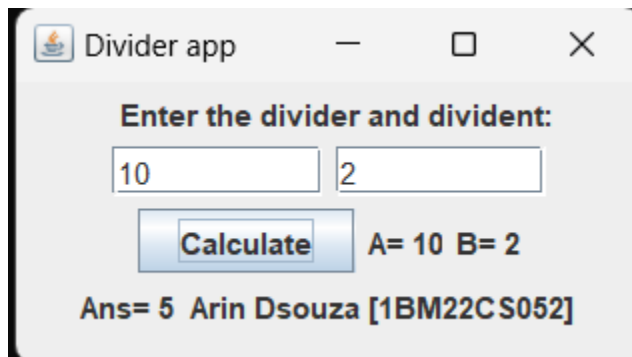 Divider app
Enter the divider and divident:
10 2
Calculate A= 10 B= 2
Ans= 5 Arin Dsouza [1BM22CS052]